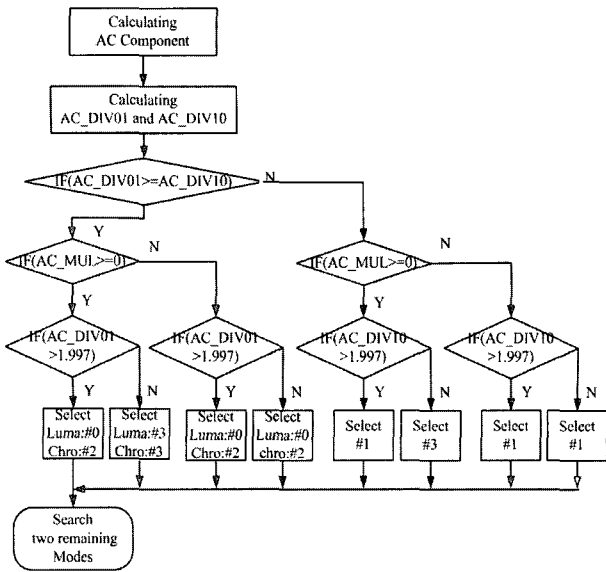 Calculating
AC Component
Calculating
AC_DIV01 and AC_DIV10
IF(AC_DIV01>=AC_DIV10)
N
Y
IF(AC_MUL>=0)
N
IF(AC_MUL>=0)
N
Y
Y
IF(AC_DIV01
>1.997)
IF(AC_DIV01
>1.997)
IF(AC_DIV10
>1.997)
IF(AC_DIV10
>1.997)
Y
N
Y
N
Y
N
Y
N
Select
Luma:#0
Chro:#2
Select
Luma:#3
Chro:#3
Select
Luma:#0
Chro:#2
Select
Luma:#0
chro:#2
Select
#1
Select
#3
Select
#1
Select
#1
Search
two remaining
Modes